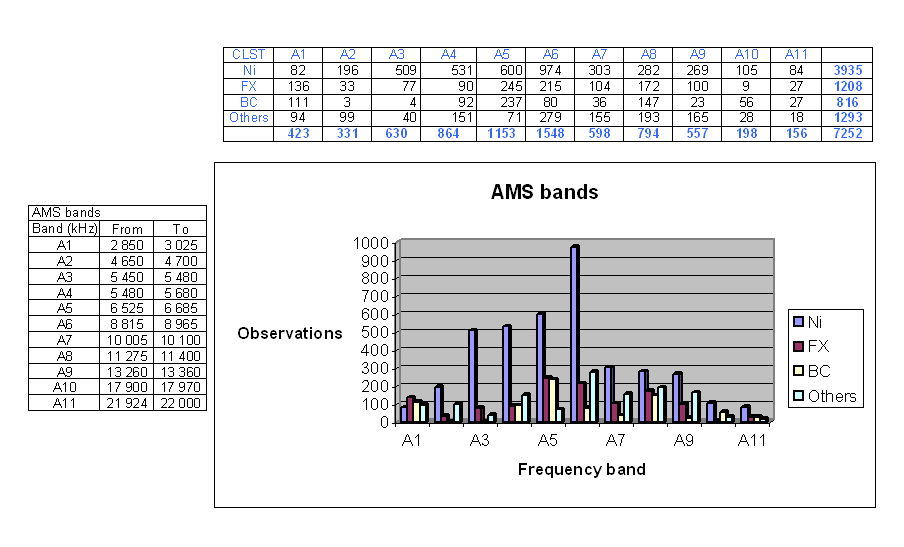 CLST A1 A2 A3 A4 A5 A6 A7 A8 A9 A10 A11
Ni 82 196 509 531 600 974 303 282 269 105 84 3935
FX 136 33 77 90 245 215 104 172 100 9 27 1208
BC 111 3 4 92 237 80 36 147 23 56 27 816
Others 94 99 40 151 71 279 155 193 165 28 18 1293
423 331 630 864 1153 1548 598 794 557 198 156 7252
AMS bands
Band (kHz) From To
A1 2 850 3 025
A2 4 650 4 700
A3 5 450 5 480
A4 5 480 5 680
A5 6 525 6 685
A6 8 815 8 965
A7 10 005 10 100
A8 11 275 11 400
A9 13 260 13 360
A10 17 900 17 970
A11 21 924 22 000
AMS bands
Observations
1000
900
800
700
600
500
400
300
200
100
0
A1 A3 A5 A7 A9 A11
Frequency band
Ni
FX
BC
Others